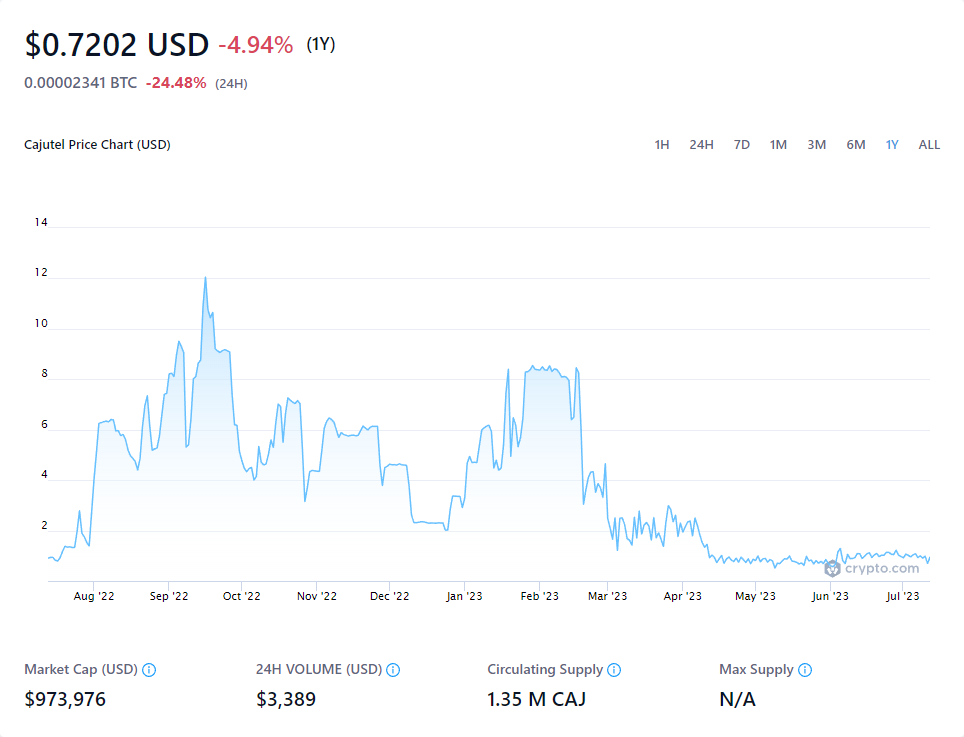 $0.7202 USD -4.94% (1Y)
0.00002341 BTC -24.48% (24H)
Cajutel Price Chart (USD) 1H 24H 7D 1M 3M 6M 1Y ALL
14
12
10
8
6
4
2
crypto.com
Aug '22 Sep '22 Oct '22 Nov '22 Dec '22 Jan '23 Feb '23 Mar '23 Apr '23 May '23 Jun '23 Jul '23
Market Cap (USD) 24H VOLUME (USD) Circulating Supply Max Supply
$973,976 $3,389 1.35 M CAJ N/A